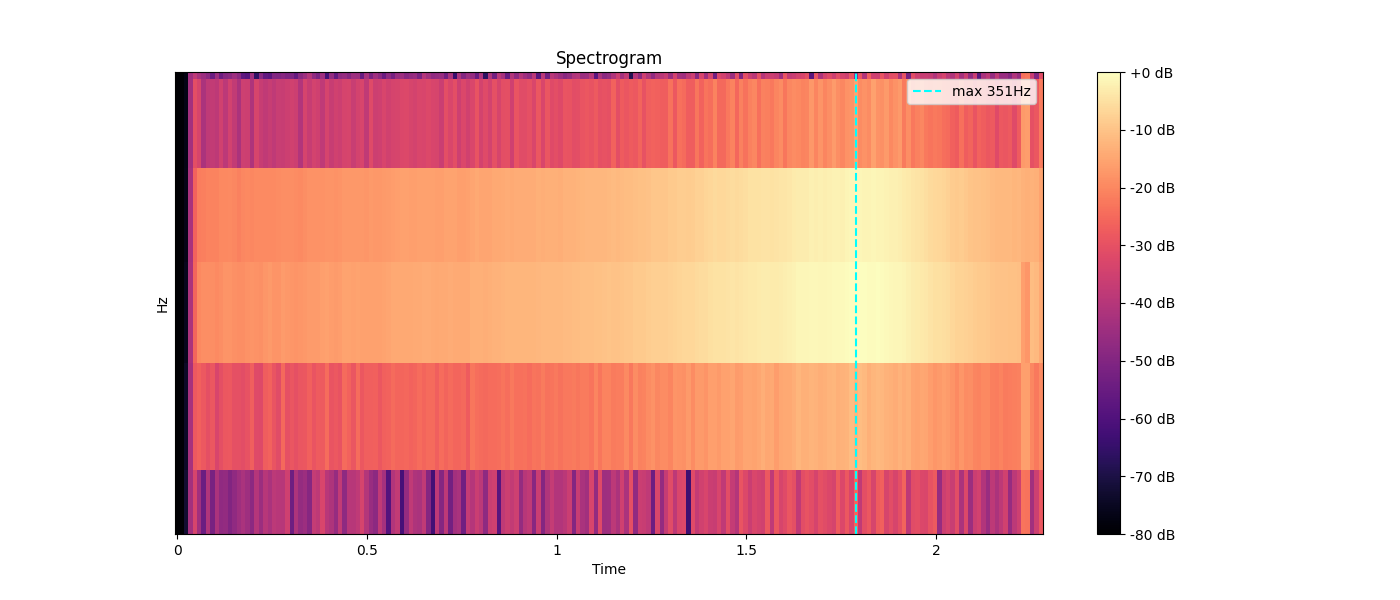 Spectrogram
max 351Hz
Hz
0
0.5
1
1.5
2
Time
+0 dB
-10 dB
-20 dB
-30 dB
-40 dB
-50 dB
-60 dB
-70 dB
-80 dB